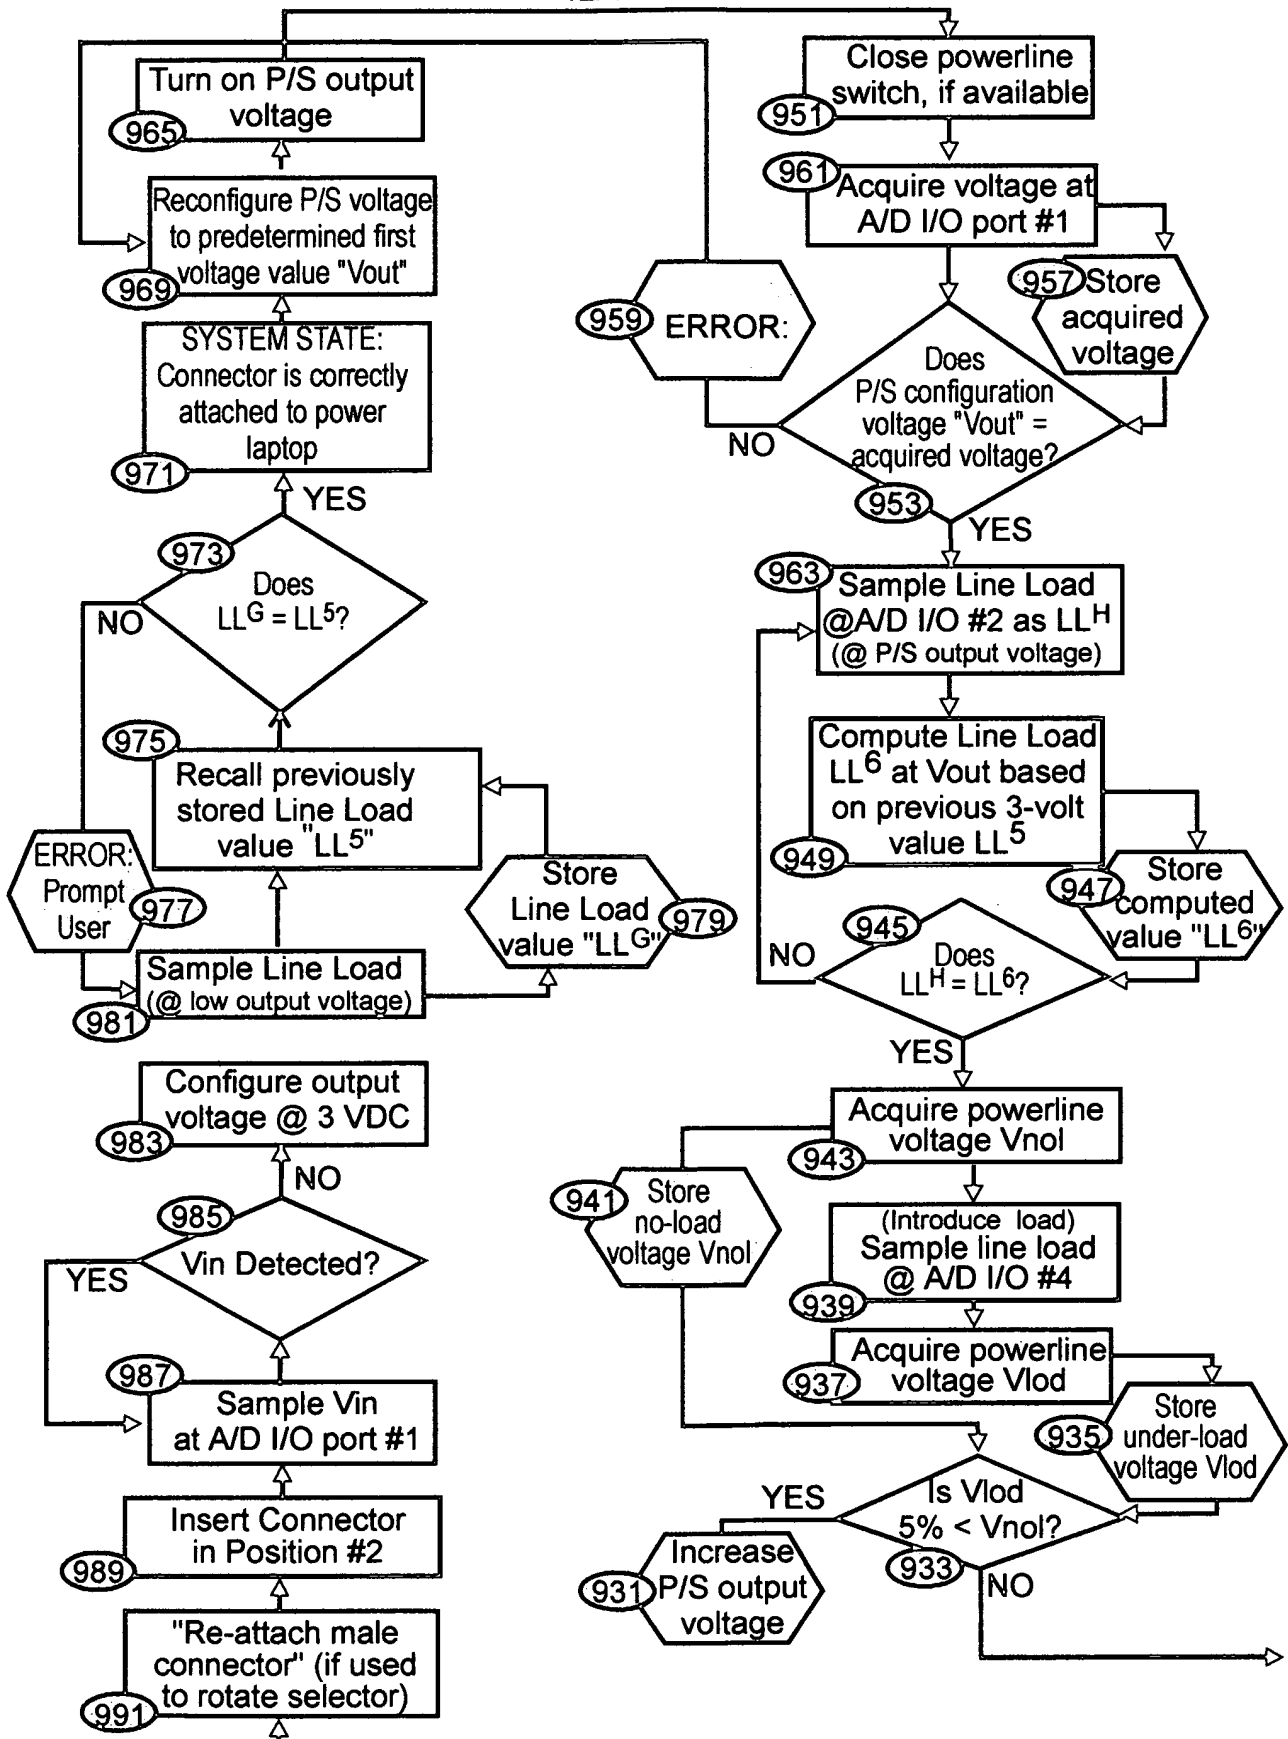 Turn on P/S output
voltage
965
Reconfigure P/S voltage
to predetermined first
voltage value "Vout"
969
SYSTEM STATE:
Connector is correctly
attached to power
laptop
971
YES
973
Does
LLG = LL5?
NO
975
Recall previously
stored Line Load
value "LL5"
ERROR:
Prompt
User
977
Store
Line Load
value "LLG"
979
Sample Line Load
(@ low output voltage)
981
Configure output
voltage @ 3 VDC
983
NO
985
Vin Detected?
YES
987
Sample Vin
at A/D I/O port #1
Insert Connector
in Position #2
989
"Re-attach male
connector" (if used
to rotate selector)
991
Close powerline
switch, if available
951
961
Acquire voltage at
A/D I/O port #1
957
Store
acquired
voltage
959
ERROR:
Does
P/S configuration
voltage "Vout" =
acquired voltage?
NO
953
YES
963
Sample Line Load
@A/D I/O #2 as LLH
(@ P/S output voltage)
Compute Line Load
LL6 at Vout based
on previous 3-volt
value LL5
949
947
Store
computed
value "LL6"
945
Does
LLH = LL6?
NO
YES
Acquire powerline
voltage Vnol
943
941
Store
no-load
voltage Vnol
(Introduce load)
Sample line load
@ A/D I/O #4
939
Acquire powerline
voltage Vlod
937
935
Store
under-load
voltage Vlod
Is Vlod
5% < Vnol?
YES
933
NO
931
Increase
P/S output
voltage